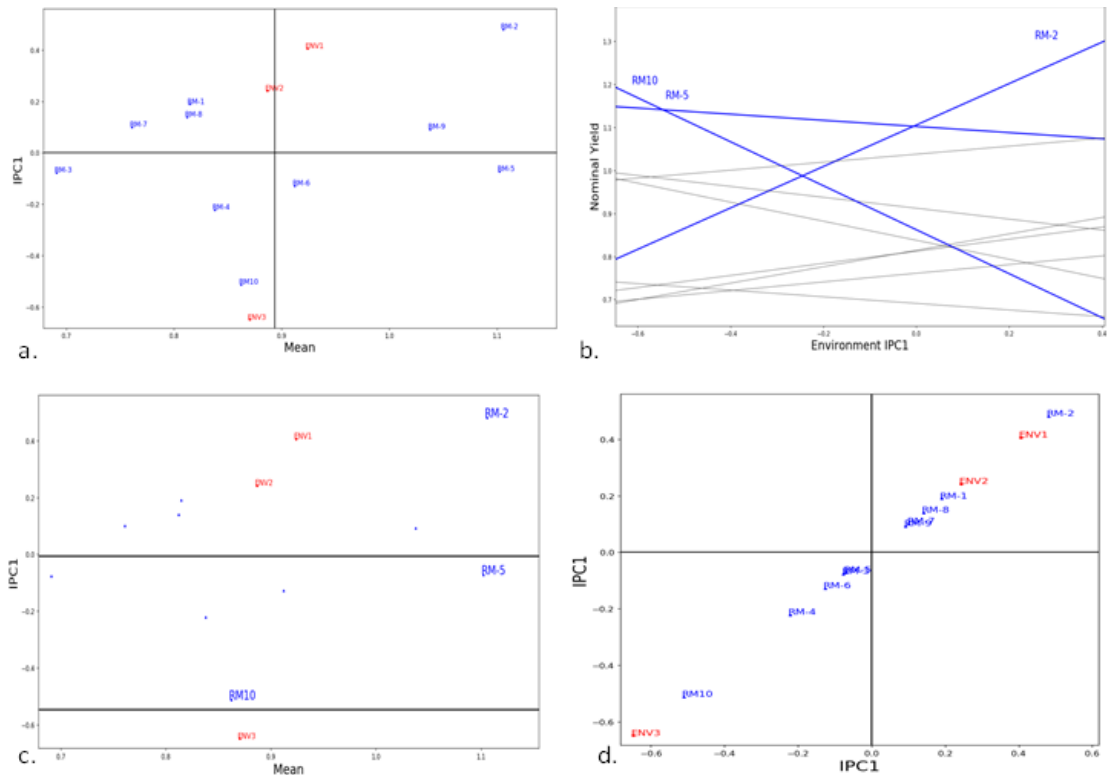 0.4
0.2
0.0
−0.2
−0.4
−0.6
IPC1
RM-2
ENV1
ENV2
RM-1
RM-8
RM-7
RM-9
RM-3
RM-5
RM-6
RM-4
RM10
ENV3
0.7 0.8 0.9 1.0 1.1
Mean
a.
1.3
1.2
1.1
1.0
0.9
0.8
0.7
Nominal Yield
RM-2
RM10
RM-5
−0.6 −0.4 −0.2 0.0 0.2 0.4
Environment IPC1
b.
0.4
0.2
0.0
−0.2
−0.4
−0.6
IPC1
RM-2
ENV1
ENV2
RM-5
RM10
ENV3
0.7 0.8 0.9 1.0 1.1
Mean
c.
0.4
0.2
0.0
−0.2
−0.4
−0.6
IPC1
RM-2
ENV1
ENV2
RM-1
RM-8
RM-7
RM-6
RM-4
RM10
ENV3
−0.6 −0.4 −0.2 0.0 0.2 0.4 0.6
IPC1
d.